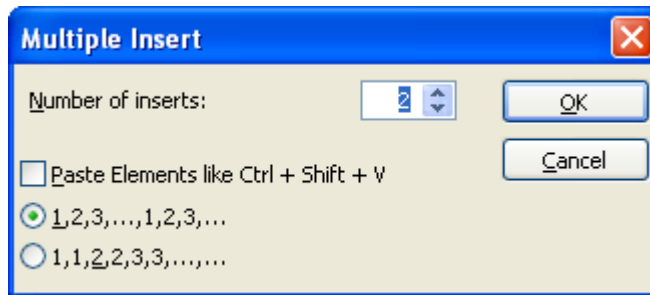 Multiple Insert
Number of inserts:
2
OK
Cancel
Paste Elements like Ctrl + Shift + V
1,2,3,...,1,2,3,...
1,1,2,2,3,3,...,...